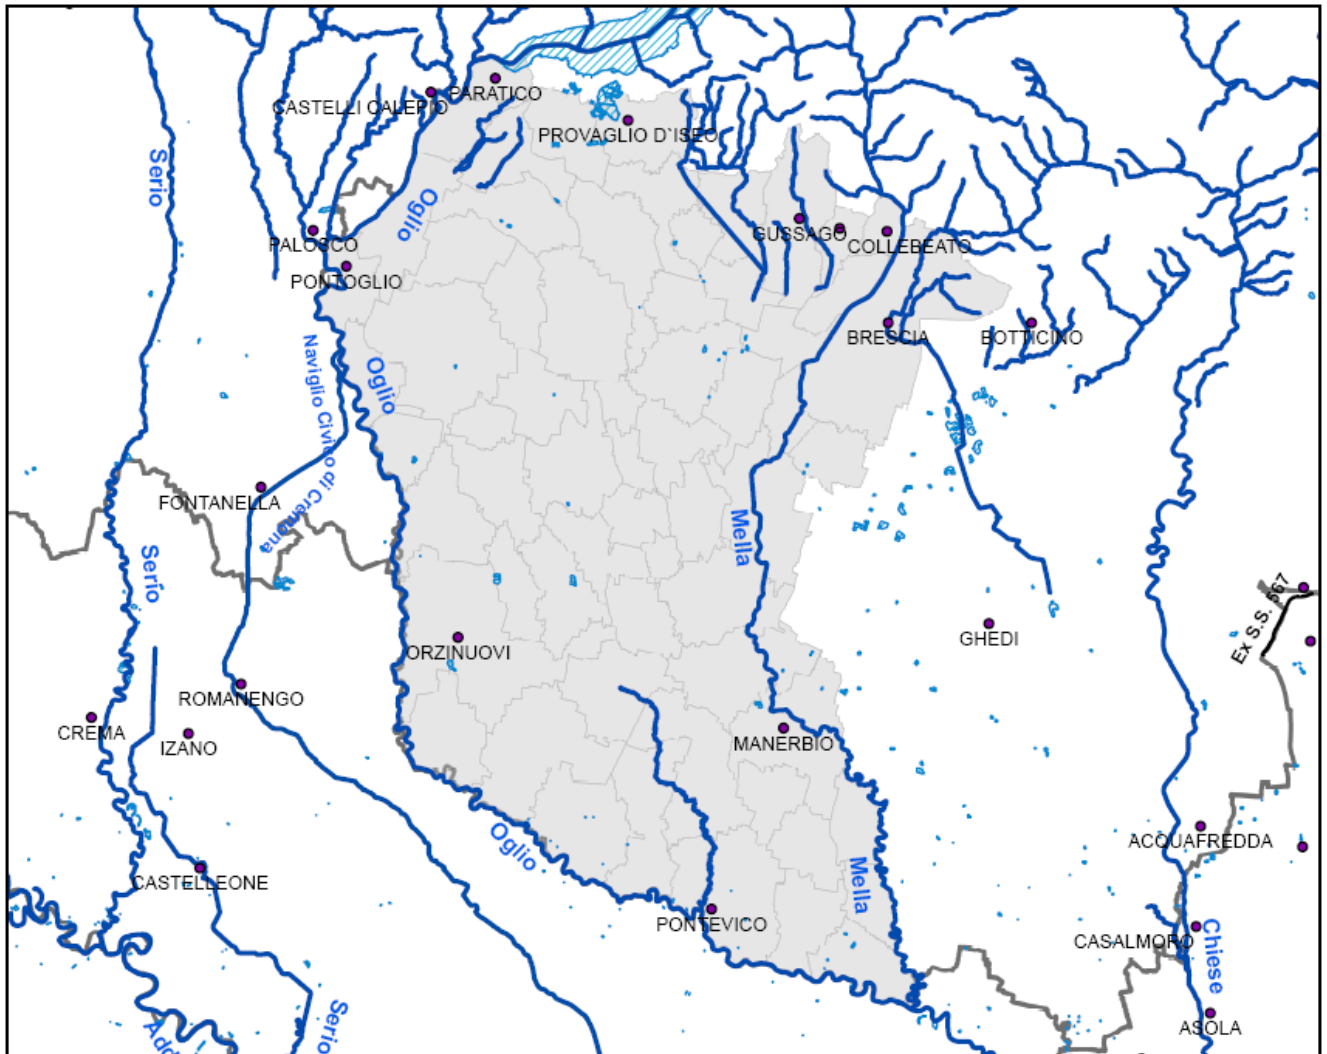 PARATICO
CASTELLI CALEPIO
PROVAGLIO D`ISEO
Serio
Oglio
GUSSAGO
COLLEBEATO
PALOSCO
PONTOGLIO
BRESCIA
BOTTICINO
Naviglio Civico di Cremona
Oglio
FONTANELLA
Mella
Serio
Ex S.S. 567
GHEDI
ORZINUOVI
ROMANENGO
CREMA
IZANO
MANERBIO
Oglio
ACQUAFREDDA
CASTELLEONE
Mella
PONTEVICO
CASALMORO
Chiese
ASOLA
Serio
Add